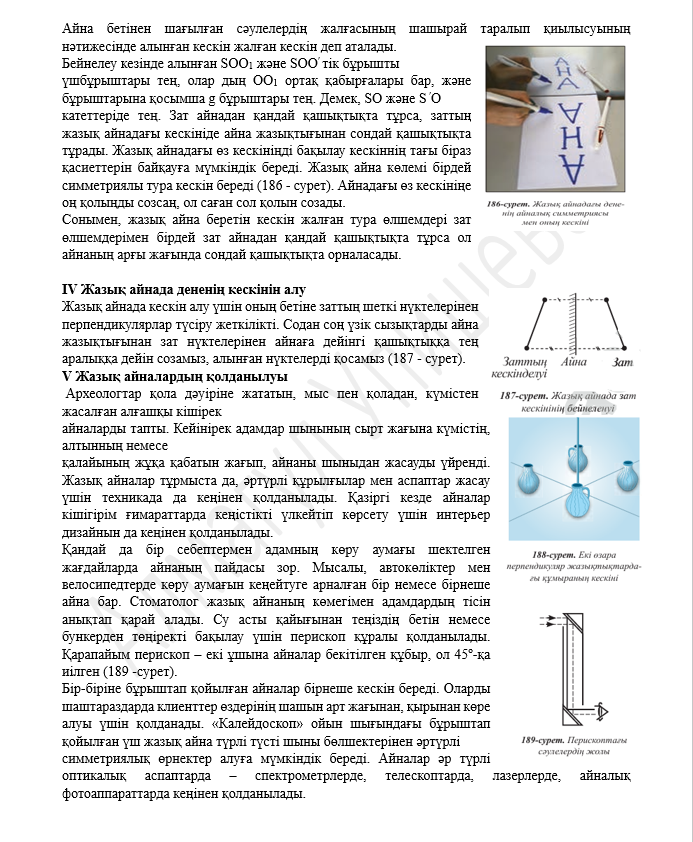 Айна бетінен шағылған сәулелердің жалғасының шашырай таралып қиылысуының
нәтижесінде алынған кескін жалған кескін деп аталады.
Бейнелеу кезінде алынған SOO₁ және SOO′ тік бұрышты
үшбұрыштары тең, олар дың OO₁ ортақ қабырғалары бар, және
бұрыштарына қосымша g бұрыштары тең. Демек, SO және S ′O
катеттеріде тең. Зат айнадан қандай қашықтықта тұрса, заттың
жазық айнадағы кескініде айна жазықтығынан сондай қашықтықта
тұрады. Жазық айнадағы өз кескініңді бақылау кескіннің тағы біраз
қасиеттерін байқауға мүмкіндік береді. Жазық айна көлемі бірдей
симметриялы тура кескін береді (186 - сурет). Айнадағы өз кескініңе
оң қолыңды созсаң, ол саған сол қолын созады.
Сонымен, жазық айна беретін кескін жалған тура өлшемдері зат
өлшемдерімен бірдей зат айнадан қандай қашықтықта тұрса ол
айнаның арғы жағында сондай қашықтықта орналасады.
АНА
АНА
186-сурет. Жазық айнадағы дене-
нің айналық симметриясы
мен оның кескіні
IV Жазық айнада дененің кескінін алу
Жазық айнада кескін алу үшін оның бетіне заттың шеткі нүктелерінен
перпендикулярлар түсіру жеткілікті. Содан соң үзік сызықтарды айна
жазықтығынан зат нүктелерінен айнаға дейінгі қашықтыққа тең
аралыққа дейін созамыз, алынған нүктелерді қосамыз (187 - сурет).
Заттың Айна Зат
кескінделуі
187-сурет. Жазық айнада зат
кескінінің бейнеленуі
V Жазық айналардың қолданылуы
Археологтар қола дәуіріне жататын, мыс пен қоладан, күмістен
жасалған алғашқы кішірек
айналарды тапты. Кейінірек адамдар шынының сырт жағына күмістің,
алтынның немесе
қалайының жұқа қабатын жағып, айнаны шыныдан жасауды үйренді.
Жазық айналар тұрмыста да, әртүрлі құрылғылар мен аспаптар жасау
үшін техникада да кеңінен қолданылады. Қазіргі кезде айналар
кішігірім ғимараттарда кеңістікті үлкейтіп көрсету үшін интерьер
дизайнын да кеңінен қолданылады.
Қандай да бір себептермен адамның көру аумағы шектелген
жағдайларда айнаның пайдасы зор. Мысалы, автокөліктер мен
велосипедтерде көру аумағын кеңейтуге арналған бір немесе бірнеше
айна бар. Стоматолог жазық айнаның көмегімен адамдардың тісін
анықтап қарай алады. Су асты қайығынан теңіздің бетін немесе
бункерден төңіректі бақылау үшін перископ құралы қолданылады.
Қарапайым перископ – екі ұшына айналар бекітілген құбыр, ол 45°-қа
иілген (189 -сурет).
188-сурет. Екі өзара
перпендикуляр жазықтықтарда-
ғы құмыраның кескіні
Бір-біріне бұрыштап қойылған айналар бірнеше кескін береді. Оларды
шаштараздарда клиенттер өздерінің шашын арт жағынан, қырынан көре
алуы үшін қолданады. «Калейдоскоп» ойын шығындағы бұрыштап
қойылған үш жазық айна түрлі түсті шыны бөлшектерінен әртүрлі
симметриялық өрнектер алуға мүмкіндік береді. Айналар әр түрлі
оптикалық аспаптарда – спектрометрлерде, телескоптарда, лазерлерде, айналық
фотоаппараттарда кеңінен қолданылады.
189-сурет. Перископтағы
сәулелердің жолы